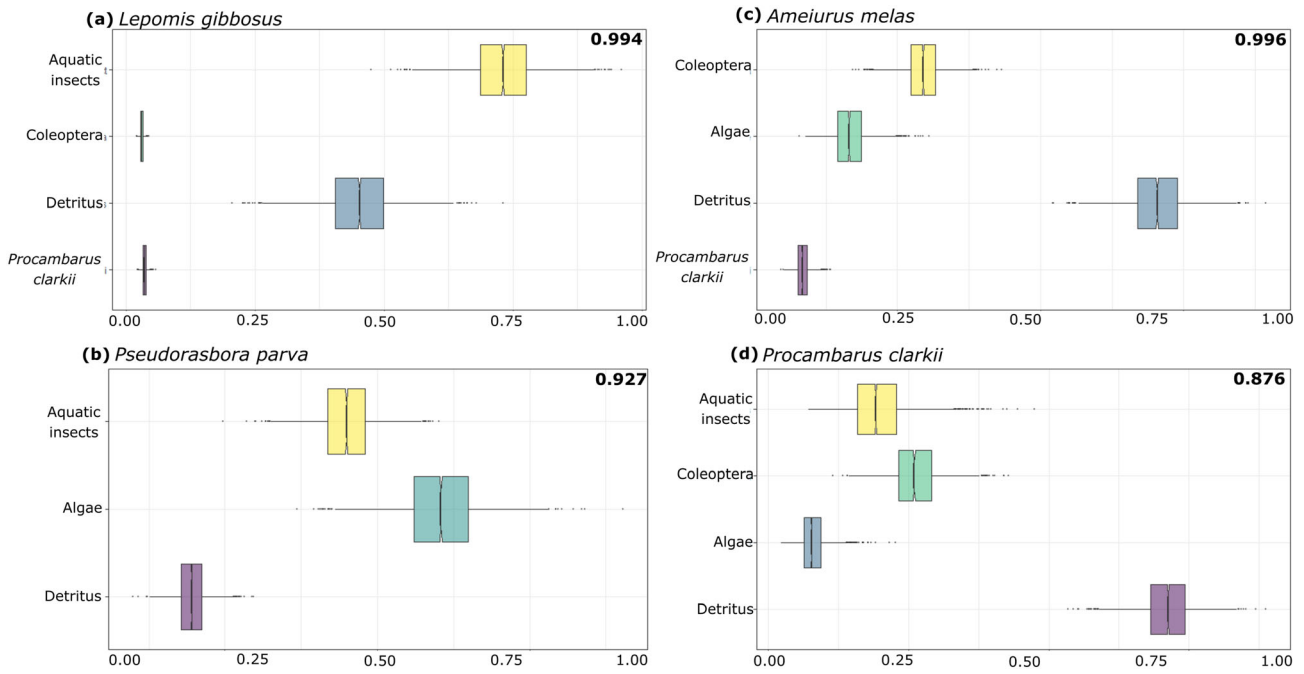 (a) Lepomis gibbosus
0.994
Aquatic
insects
Coleoptera
Detritus
Procambarus
clarkii
0.00 0.25 0.50 0.75 1.00
(c) Ameiurus melas
0.996
Coleoptera
Algae
Detritus
Procambarus
clarkii
0.00 0.25 0.50 0.75 1.00
(b) Pseudorasbora parva
0.927
Aquatic
insects
Algae
Detritus
0.00 0.25 0.50 0.75 1.00
(d) Procambarus clarkii
0.876
Aquatic
insects
Coleoptera
Algae
Detritus
0.00 0.25 0.50 0.75 1.00